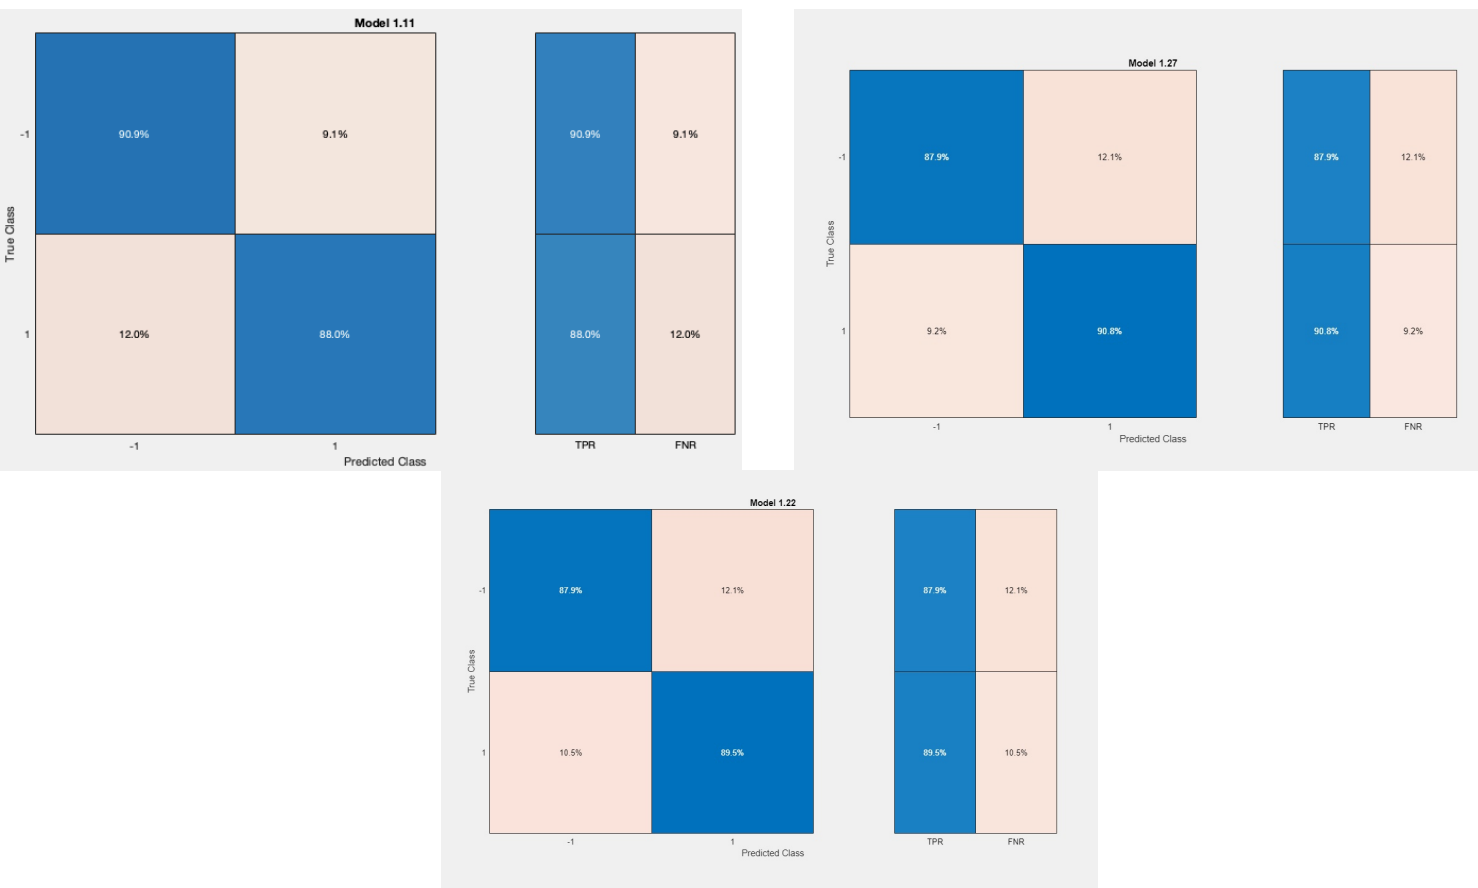 Model 1.11
-1 90.9% 9.1% 90.9% 9.1%
True Class
1 12.0% 88.0% 88.0% 12.0%
-1 1 TPR FNR
Predicted Class
Model 1.27
-1 87.9% 12.1% 87.9% 12.1%
True Class
1 9.2% 90.8% 90.8% 9.2%
-1 1 TPR FNR
Predicted Class
Model 1.22
-1 87.9% 12.1% 87.9% 12.1%
True Class
1 10.5% 89.5% 89.5% 10.5%
-1 1 TPR FNR
Predicted Class